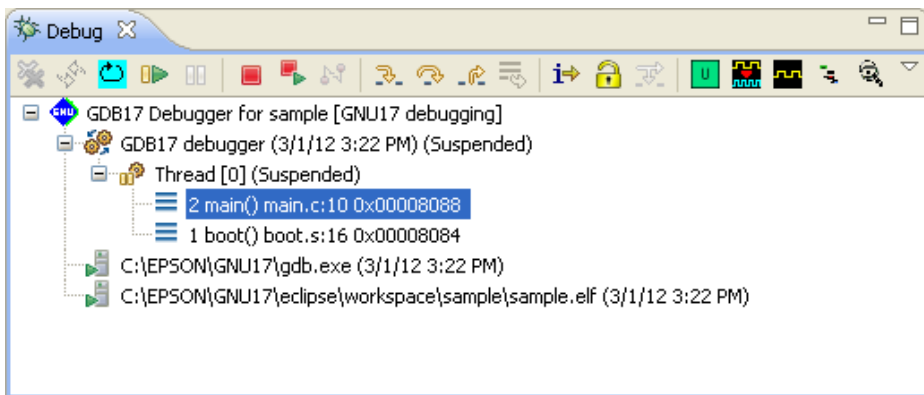 Debug
i U
GNU GDB17 Debugger for sample [GNU17 debugging]
GDB17 debugger (3/1/12 3:22 PM) (Suspended)
Thread [0] (Suspended)
2 main() main.c:10 0x00008088
1 boot() boot.s:16 0x00008084
C:\EPSON\GNU17\gdb.exe (3/1/12 3:22 PM)
C:\EPSON\GNU17\eclipse\workspace\sample\sample.elf (3/1/12 3:22 PM)